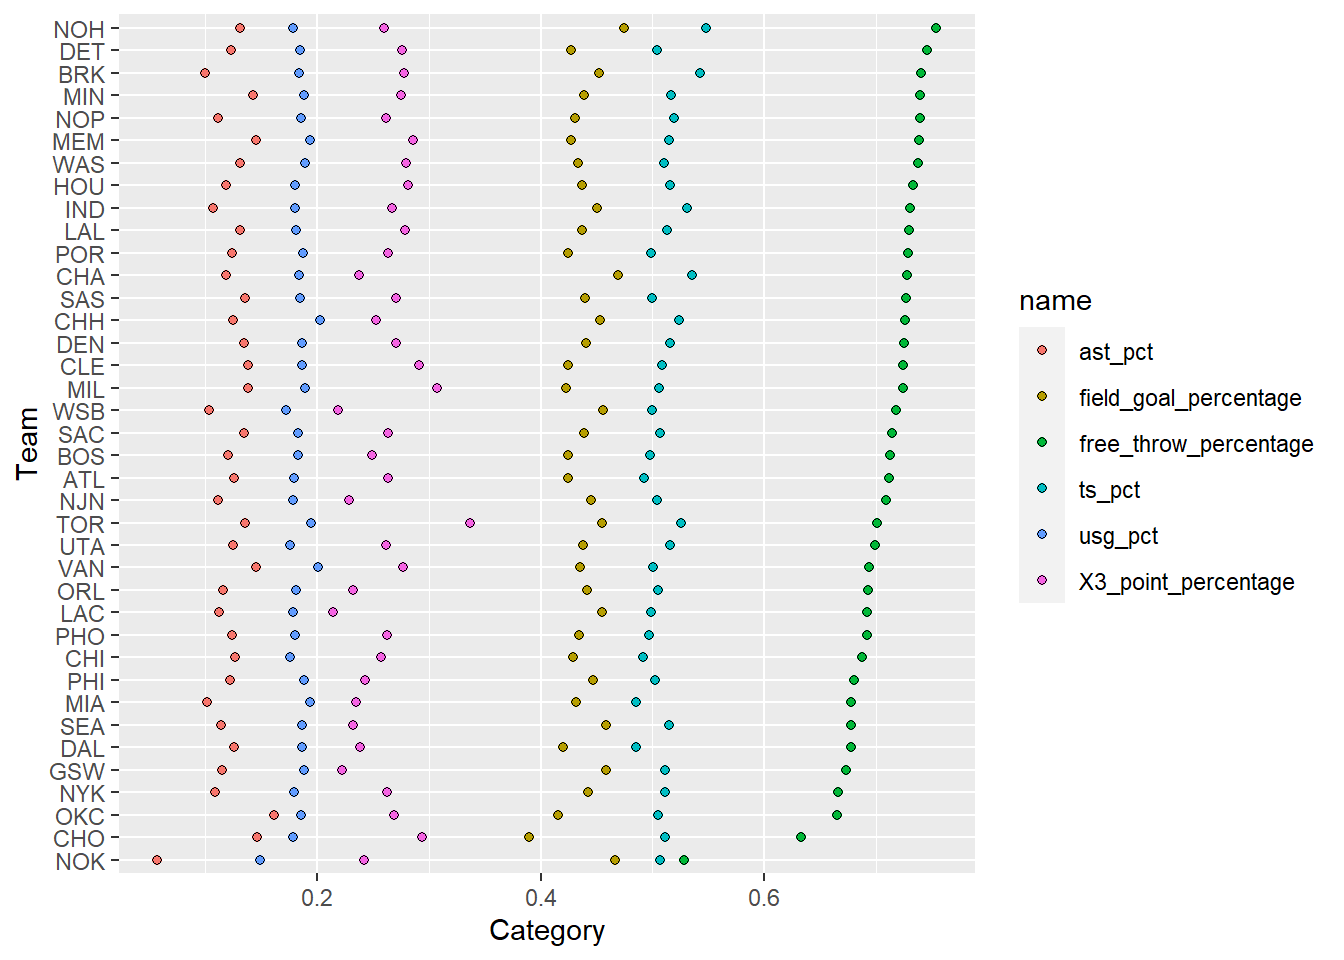 NOH
DET
BRK
MIN
NOP
MEM
WAS
HOU
IND
LAL
POR
CHA
SAS
CHH
DEN
CLE
MIL
WSB
SAC
BOS
ATL
NJN
TOR
UTA
VAN
ORL
LAC
PHO
CHI
PHI
MIA
SEA
DAL
GSW
NYK
OKC
CHO
NOK
Team
0.2 0.4 0.6
Category
name
ast_pct
field_goal_percentage
free_throw_percentage
ts_pct
usg_pct
X3_point_percentage